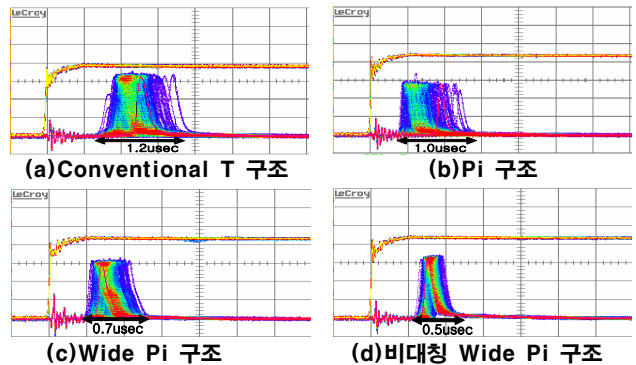 LeCroy
LeCroy
1.2usec
1.0usec
(a)Conventional T 구조
(b)Pi 구조
LeCroy
LeCroy
0.7usec
0.5usec
(c)Wide Pi 구조
(d)비대칭 Wide Pi 구조